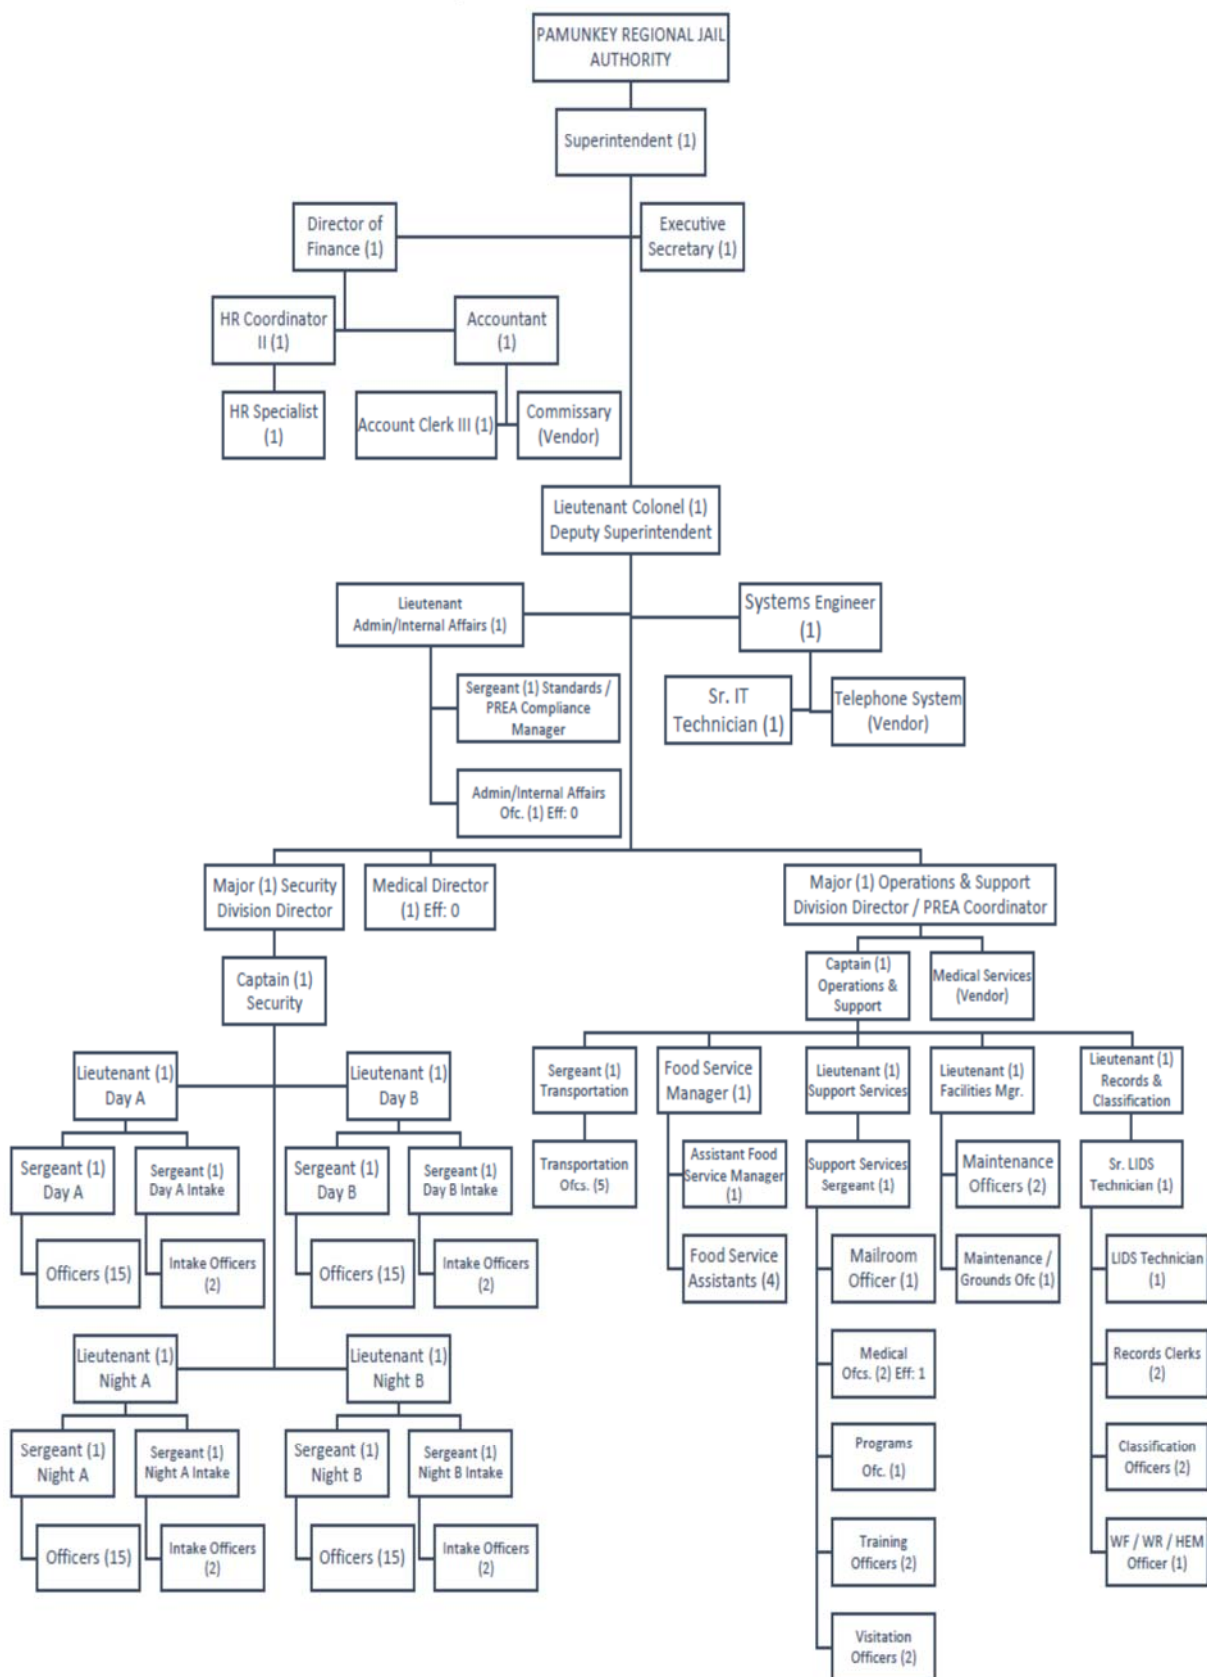 PAMUNKEY REGIONAL JAIL
AUTHORITY
Superintendent (1)
Director of
Finance (1)
Executive
Secretary (1)
HR Coordinator
II (1)
Accountant
(1)
HR Specialist
(1)
Account Clerk III (1)
Commissary
(Vendor)
Lieutenant Colonel (1)
Deputy Superintendent
Lieutenant
Admin/Internal Affairs (1)
Systems Engineer
(1)
Sergeant (1) Standards /
PREA Compliance
Manager
Sr. IT
Technician (1)
Telephone System
(Vendor)
Admin/Internal Affairs
Ofc. (1) Eff: 0
Major (1) Security
Division Director
Medical Director
(1) Eff: 0
Major (1) Operations & Support
Division Director / PREA Coordinator
Captain (1)
Security
Captain (1)
Operations &
Support
Medical Services
(Vendor)
Lieutenant (1)
Day A
Lieutenant (1)
Day B
Sergeant (1)
Day A
Sergeant (1)
Day A Intake
Sergeant (1)
Day B
Sergeant (1)
Day B Intake
Officers (15)
Intake Officers
(2)
Officers (15)
Intake Officers
(2)
Lieutenant (1)
Night A
Lieutenant (1)
Night B
Sergeant (1)
Night A
Sergeant (1)
Night A Intake
Sergeant (1)
Night B
Sergeant (1)
Night B Intake
Officers (15)
Intake Officers
(2)
Officers (15)
Intake Officers
(2)
Sergeant (1)
Transportation
Food Service
Manager (1)
Lieutenant (1)
Support Services
Lieutenant (1)
Facilities Mgr.
Lieutenant (1)
Records &
Classification
Transportation
Ofcs. (5)
Assistant Food
Service Manager
(1)
Support Services
Sergeant (1)
Maintenance
Officers (2)
Sr. LIDS
Technician (1)
Food Service
Assistants (4)
Mailroom
Officer (1)
Maintenance /
Grounds Ofc (1)
LIDS Technician
(1)
Medical
Ofcs. (2) Eff: 1
Records Clerks
(2)
Programs
Ofc. (1)
Classification
Officers (2)
Training
Officers (2)
WF / WR / HEM
Officer (1)
Visitation
Officers (2)